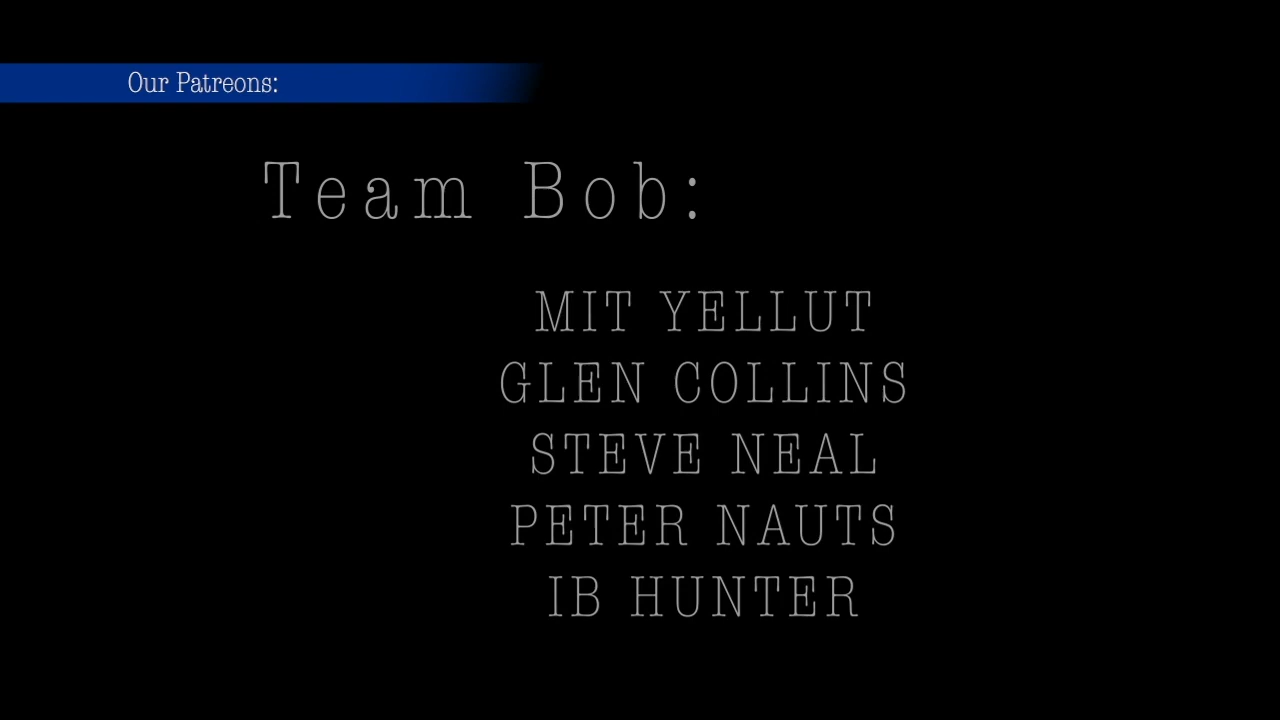 Our Patreons:
Team Bob:
MIT YELLUT
GLEN COLLINS
STEVE NEAL
PETER NAUTS
IB HUNTER